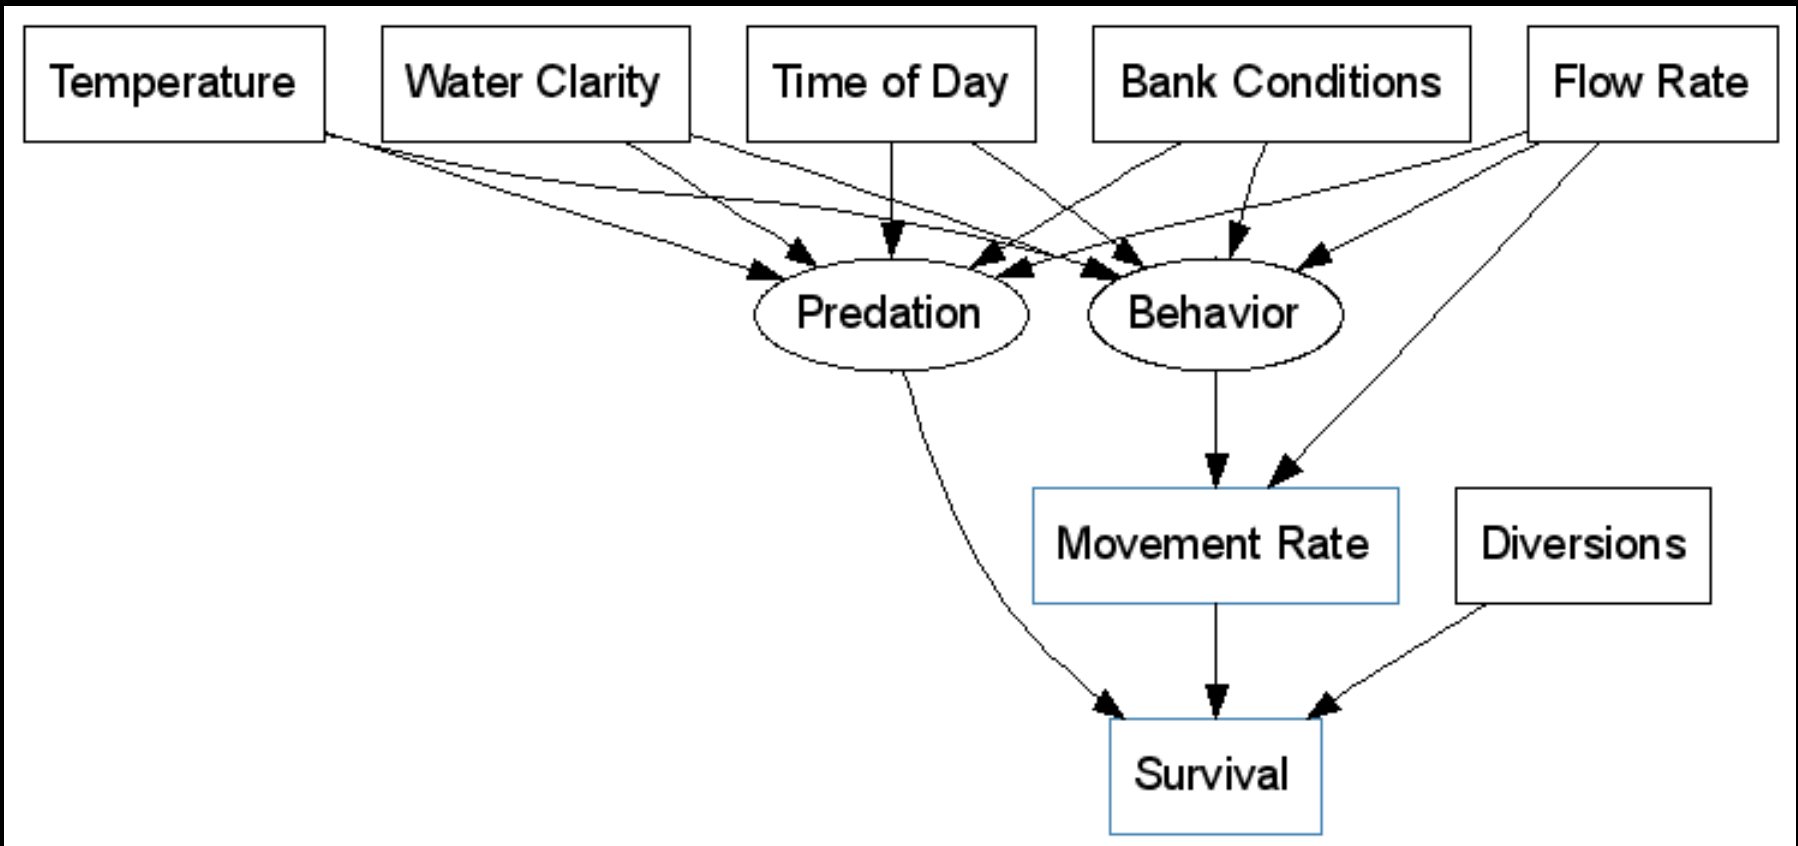 Temperature
Water Clarity
Time of Day
Bank Conditions
Flow Rate
Predation
Behavior
Movement Rate
Diversions
Survival